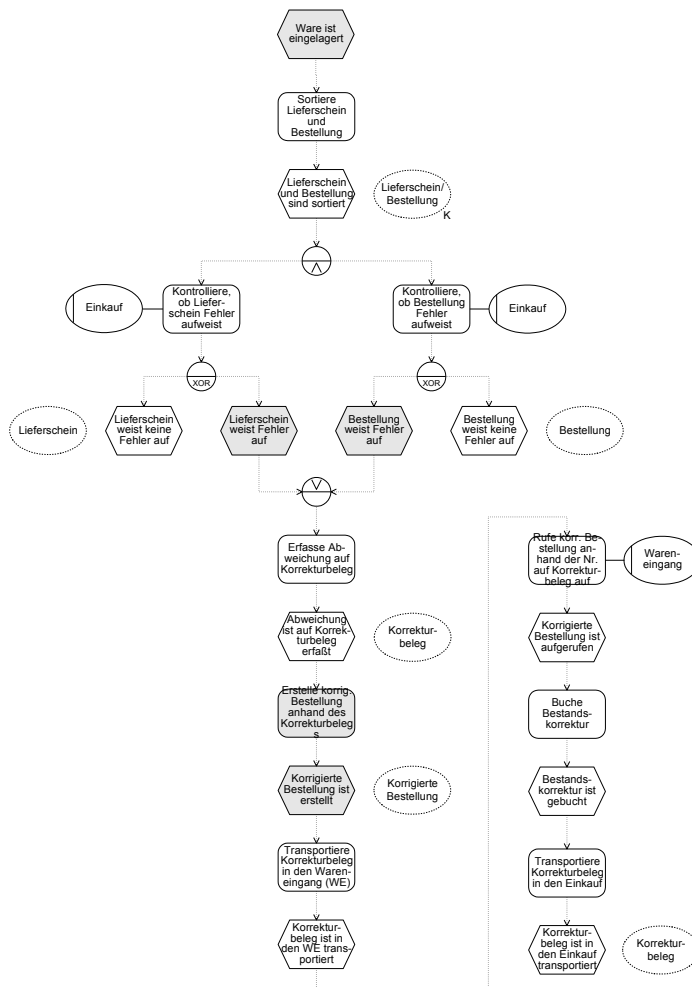 Ware ist
eingelagert
Sortiere
Lieferschein
und
Bestellung
Lieferschein
und Bestellung
sind sortiert
Lieferschein/
Bestellung
K
Einkauf
Kontrolliere,
ob Liefer-
schein Fehler
aufweist
Kontrolliere,
ob Bestellung
Fehler
aufweist
Einkauf
XOR
XOR
Lieferschein
Lieferschein
weist keine
Fehler auf
Lieferschein
weist Fehler
auf
Bestellung
weist Fehler
auf
Bestellung
weist keine
Fehler auf
Bestellung
Erfasse Ab-
weichung auf
Korrekturbeleg
Abweichung
ist auf Korrek-
turbeleg
erfaßt
Korrektur-
beleg
Erstelle korrig.
Bestellung
anhand des
Korrekturbeleg
s
Korrigierte
Bestellung ist
erstellt
Korrigierte
Bestellung
Transportiere
Korrekturbeleg
in den Waren-
eingang (WE)
Korrektur-
beleg ist in
den WE trans-
portiert
Rufe korr. Be-
stellung an-
hand der Nr.
auf Korrektur-
beleg auf
Waren-
eingang
Korrigierte
Bestellung ist
aufgerufen
Buche
Bestands-
korrektur
Bestands-
korrektur ist
gebucht
Transportiere
Korrekturbeleg
in den Einkauf
Korrektur-
beleg ist in
den Einkauf
transportiert
Korrektur-
beleg